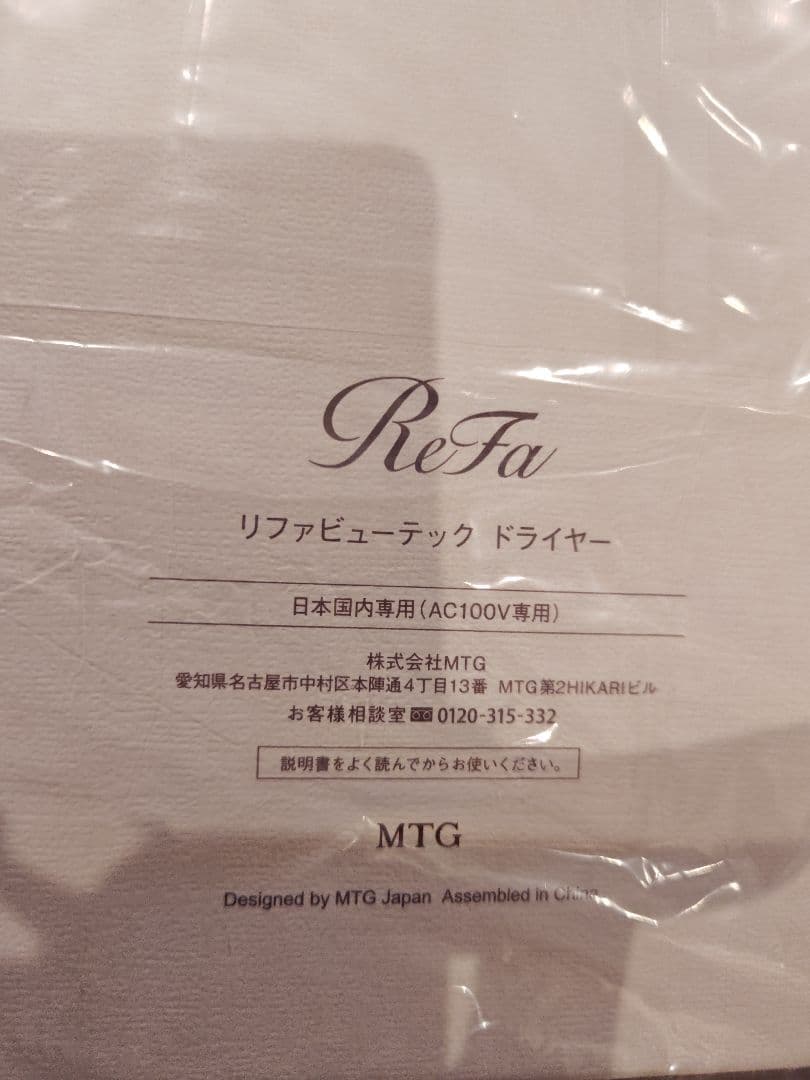 ReFa
リファビューテック ドライヤー
日本国内専用（AC100V専用）
株式会社MTG
愛知県名古屋市中村区本陣通4丁目13番 MTG第2HIKARIビル
お客様相談室 0120-315-332
説明書をよく読んでからお使いください。
MTG
Designed by MTG Japan Assembled in China